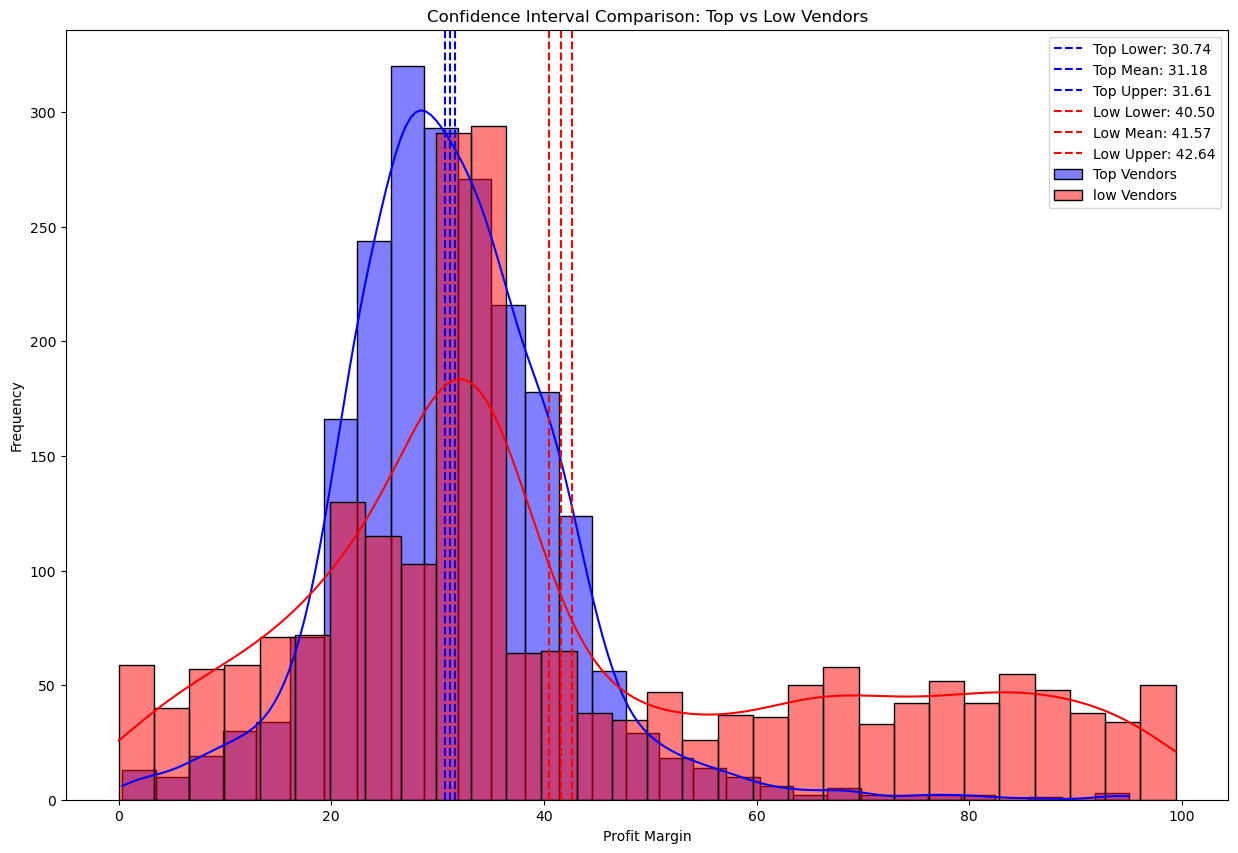 Confidence Interval Comparison: Top vs Low Vendors
Top Lower: 30.74
Top Mean: 31.18
Top Upper: 31.61
Low Lower: 40.50
Low Mean: 41.57
Low Upper: 42.64
Top Vendors
low Vendors
300
250
200
150
100
50
0
Frequency
0 20 40 60 80 100
Profit Margin